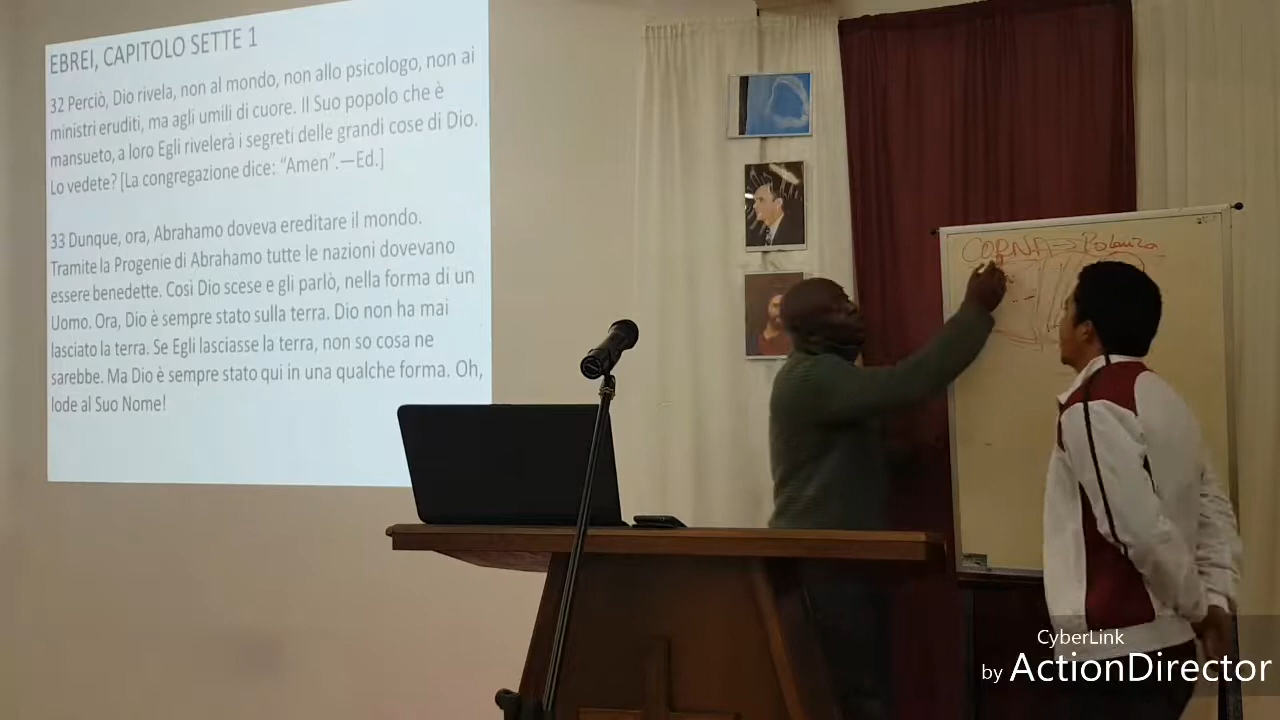 EBREI, CAPITOLO SETTE 1
32 Perciò, Dio rivela, non al mondo, non allo psicologo, non ai
ministri eruditi, ma agli umili di cuore. Il Suo popolo che è
mansueto, a loro Egli rivelerà i segreti delle grandi cose di Dio.
Lo vedete? [La congregazione dice: “Amen”.—Ed.]
33 Dunque, ora, Abrahamo doveva ereditare il mondo.
Tramite la Progenie di Abrahamo tutte le nazioni dovevano
essere benedette. Così Dio scese e gli parlò, nella forma di un
Uomo. Ora, Dio è sempre stato sulla terra. Dio non ha mai
lasciato la terra. Se Egli lasciasse la terra, non so cosa ne
sarebbe. Ma Dio è sempre stato qui in una qualche forma. Oh,
lode al Suo Nome!
CORNA
CyberLink
by ActionDirector